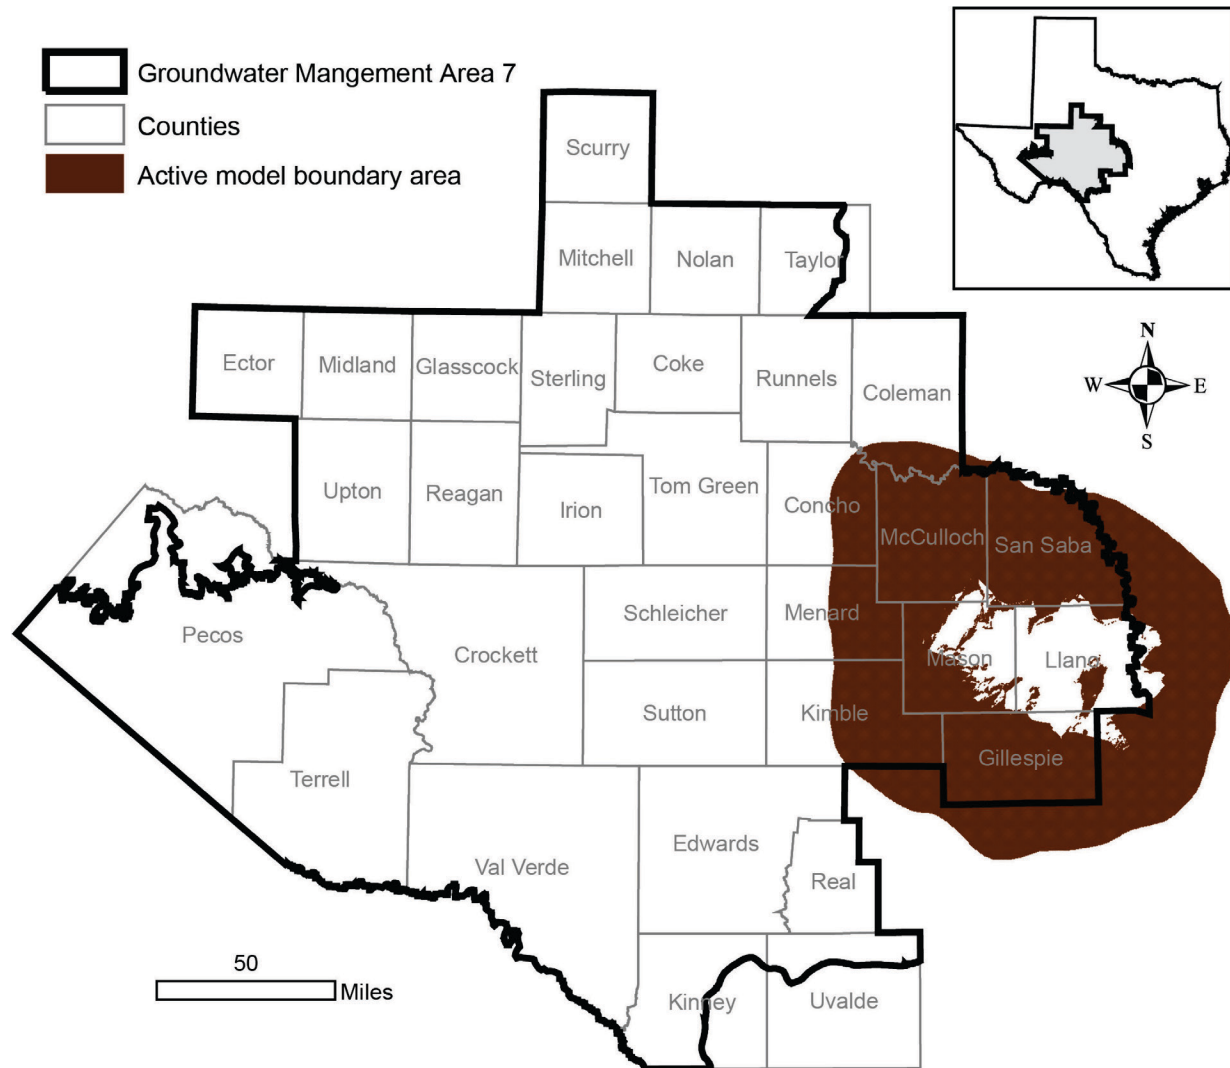 Groundwater Mangement Area 7
Counties
Active model boundary area
Scurry
Mitchell
Nolan
Taylor
Ector
Midland
Glasscock
Sterling
Coke
Runnels
Coleman
N
W
E
S
Upton
Reagan
Irion
Tom Green
Concho
McCulloch
San Saba
Pecos
Crockett
Schleicher
Menard
Mason
Llano
Sutton
Kimble
Gillespie
Terrell
Val Verde
Edwards
Real
50
Miles
Kinney
Uvalde